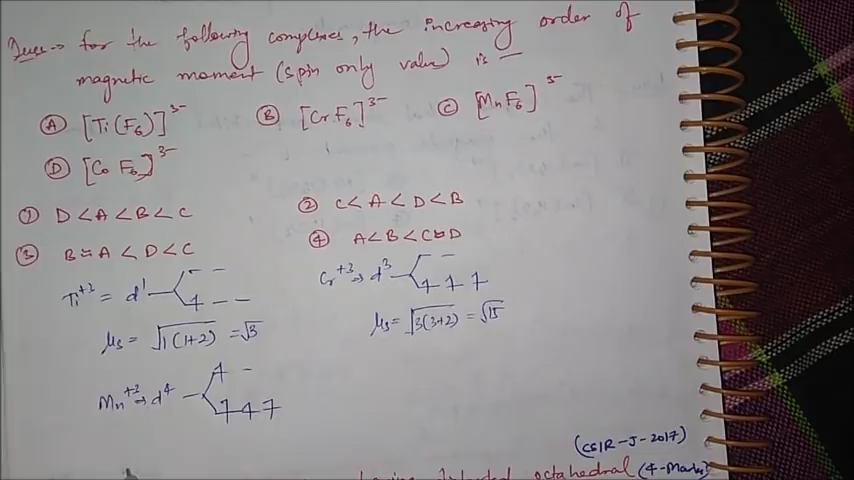 Ques → for the following complexes, the increasing order of
magnetic moment (spin only value) is —
Ⓐ [Ti(F₆)]³⁻ Ⓑ [CrF₆]³⁻ Ⓒ [MnF₆]³⁻
Ⓓ [CoF₆]³⁻
① D<A<B<C ② C<A<D<B
③ B≈A<D<C ④ A<B<C≈D
Ti⁺³ = d¹ Cr⁺³ → d³
μs = √1(1+2) = √3 μs = √3(3+2) = √15
Mn⁺³ → d⁴
(CSIR-J-2017)
octahedral (4-Marks)